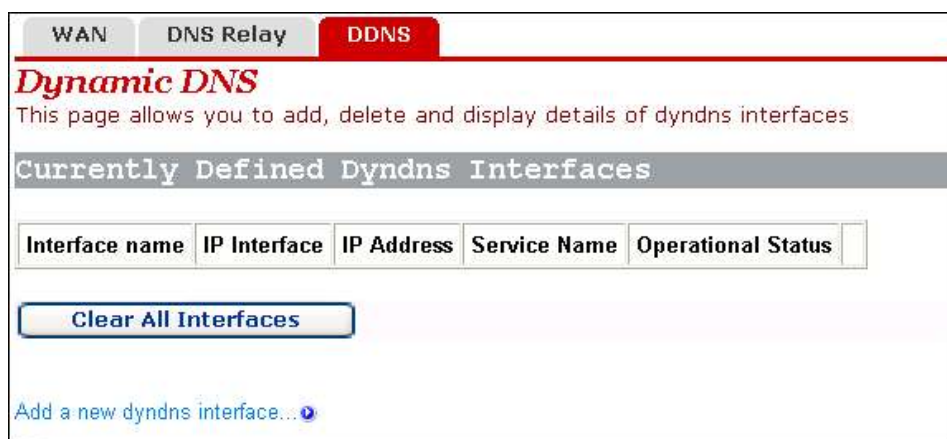 WAN DNS Relay DDNS
Dynamic DNS
This page allows you to add, delete and display details of dyndns interfaces
Currently Defined Dyndns Interfaces
Interface name IP Interface IP Address Service Name Operational Status
Clear All Interfaces
Add a new dyndns interface...